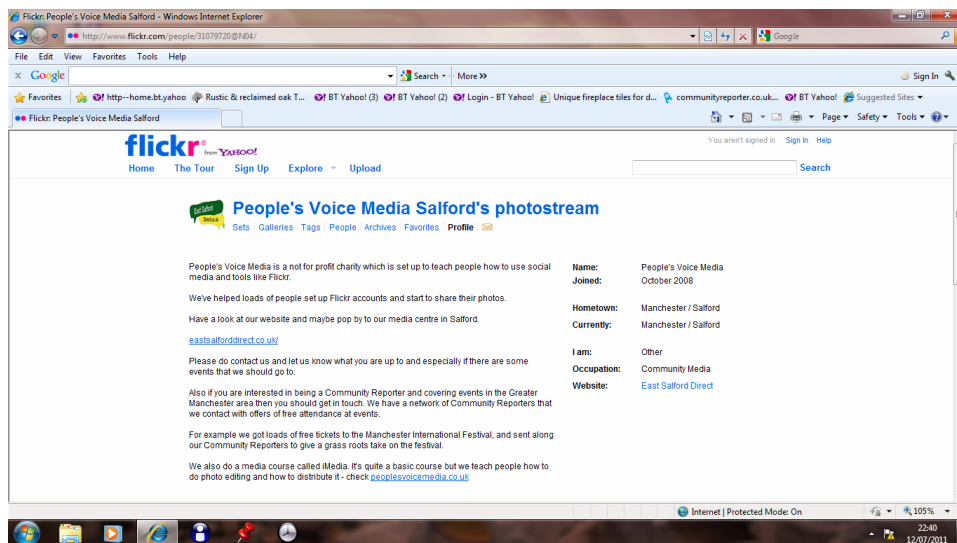 Flickr: People's Voice Media Salford - Windows Internet Explorer
http://www.flickr.com/people/31079720@N04/
Google
File Edit View Favorites Tools Help
x Google Search More >> Sign In
Favorites http--home.bt.yahoo Rustic & reclaimed oak T... BT Yahoo! (3) BT Yahoo! (2) Login - BT Yahoo! Unique fireplace tiles for d... communityreporter.co.uk... BT Yahoo! Suggested Sites
Flickr: People's Voice Media Salford Page Safety Tools
flickr from YAHOO!
You aren't signed in Sign In Help
Home The Tour Sign Up Explore Upload
Search
East Salford
Direct
People's Voice Media Salford's photostream
Sets Galleries Tags People Archives Favorites Profile
People's Voice Media is a not for profit charity which is set up to teach people how to use social
media and tools like Flickr.
We've helped loads of people set up Flickr accounts and start to share their photos.
Have a look at our website and maybe pop by to our media centre in Salford.
eastsalforddirect.co.uk/
Please do contact us and let us know what you are up to and especially if there are some
events that we should go to.
Also if you are interested in being a Community Reporter and covering events in the Greater
Manchester area then you should get in touch. We have a network of Community Reporters that
we contact with offers of free attendance at events.
For example we got loads of free tickets to the Manchester International Festival, and sent along
our Community Reporters to give a grass roots take on the festival.
We also do a media course called iMedia. It's quite a basic course but we teach people how to
do photo editing and how to distribute it - check peoplesvoicemedia.co.uk
Name: People's Voice Media
Joined: October 2008
Hometown: Manchester / Salford
Currently: Manchester / Salford
I am: Other
Occupation: Community Media
Website: East Salford Direct
Internet | Protected Mode: On 105%
22:40
12/07/2011